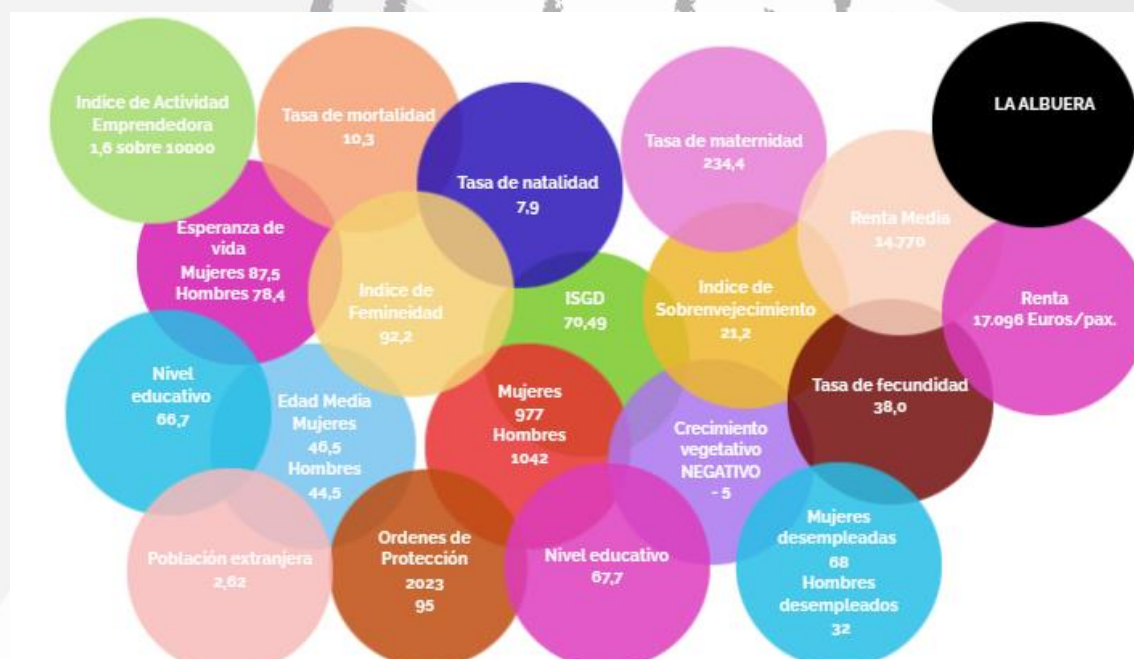 Indice de Actividad
Emprendedora
1,6 sobre 10000
Tasa de mortalidad
10,3
Tasa de natalidad
7,9
Tasa de maternidad
234,4
LA ALBUERA
Renta Media
14.770
Esperanza de
vida
Mujeres 87,5
Hombres 78,4
Indice de
Femineidad
92,2
ISGD
70,49
Indice de
Sobrenvejecimiento
21,2
Renta
17.096 Euros/pax.
Nivel
educativo
66,7
Edad Media
Mujeres
46,5
Hombres
44,5
Mujeres
977
Hombres
1042
Crecimiento
vegetativo
NEGATIVO
- 5
Tasa de fecundidad
38,0
Población extranjera
2,62
Ordenes de
Protección
2023
95
Nivel educativo
67,7
Mujeres
desempleadas
68
Hombres
desempleados
32